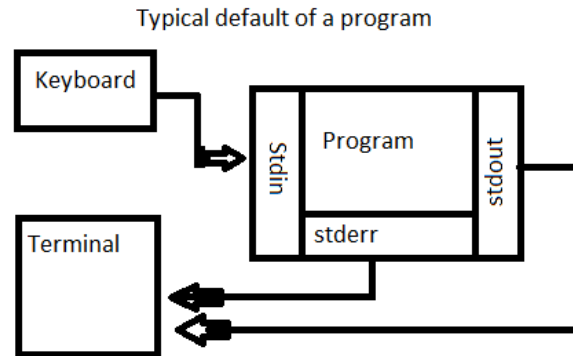 Typical default of a program
Keyboard
Stdin
Program
stdout
stderr
Terminal